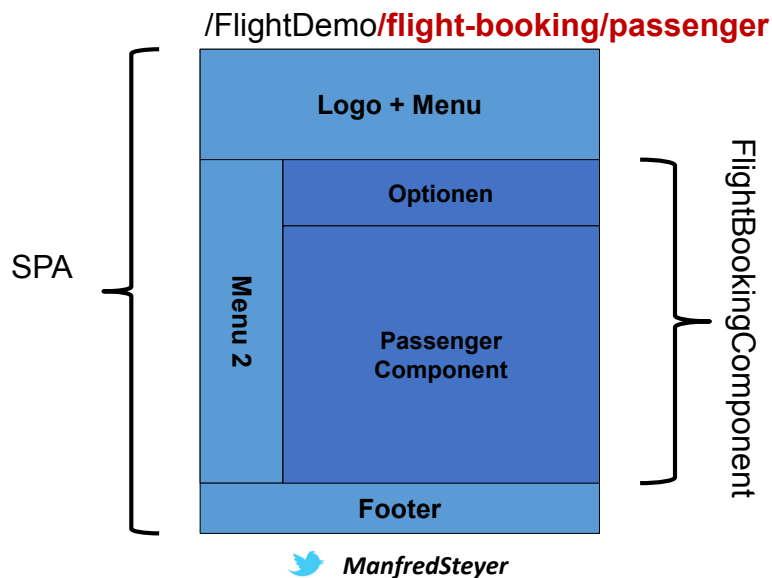 /FlightDemo/flight-booking/passenger
Logo + Menu
SPA
Menu 2
Optionen
Passenger
Component
FlightBookingComponent
Footer
ManfredSteyer